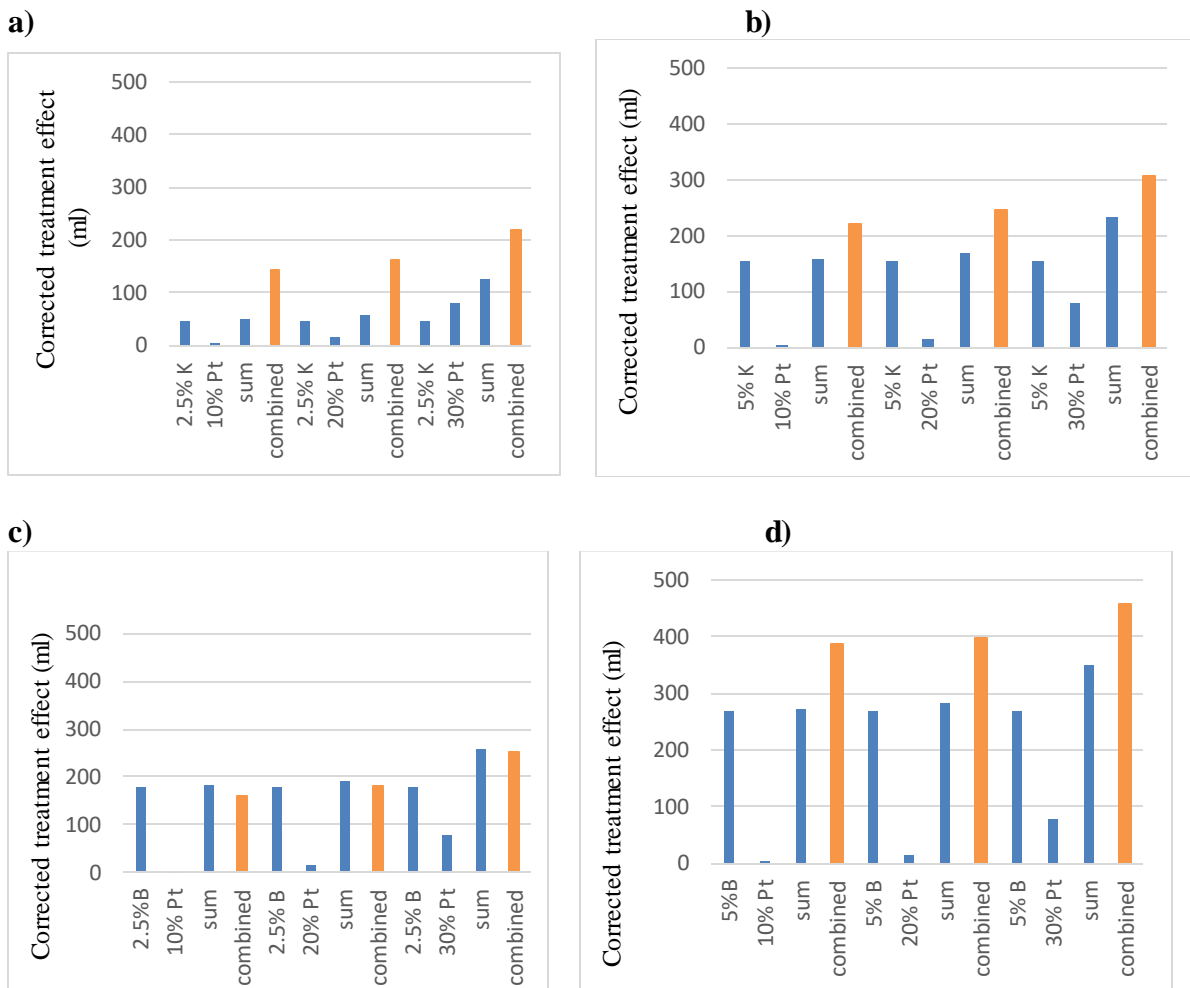 a)
Corrected treatment effect
(ml)
500
400
300
200
100
0
2.5% K
10% Pt
sum
combined
2.5% K
20% Pt
sum
combined
2.5% K
30% Pt
sum
combined
b)
Corrected treatment effect (ml)
500
400
300
200
100
0
5% K
10% Pt
sum
combined
5% K
20% Pt
sum
combined
5% K
30% Pt
sum
combined
c)
Corrected treatment effect (ml)
500
400
300
200
100
0
2.5%B
10% Pt
sum
combined
2.5% B
20% Pt
sum
combined
2.5% B
30% Pt
sum
combined
d)
Corrected treatment effect (ml)
500
400
300
200
100
0
5%B
10% Pt
sum
combined
5% B
20% Pt
sum
combined
5% B
30% Pt
sum
combined